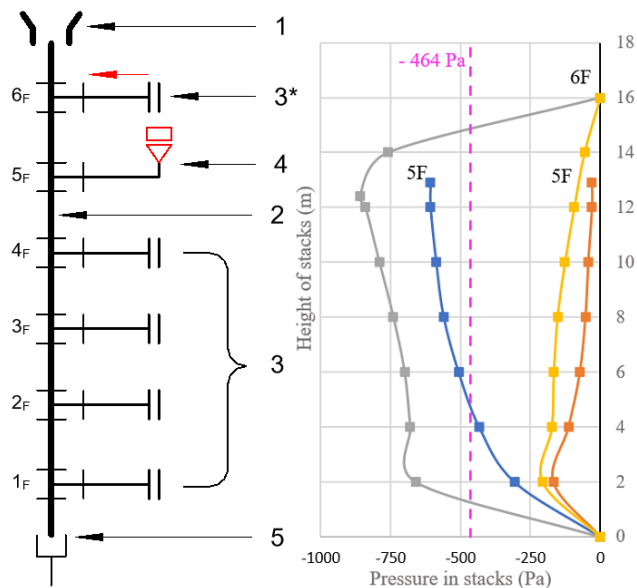 1
6F
3*
5F
4
2
4F
3F
3
2F
1F
5
- 464 Pa
6F
5F
5F
Height of stacks (m)
18
16
14
12
10
8
6
4
2
0
-1000
-750
-500
-250
0
Pressure in stacks (Pa)